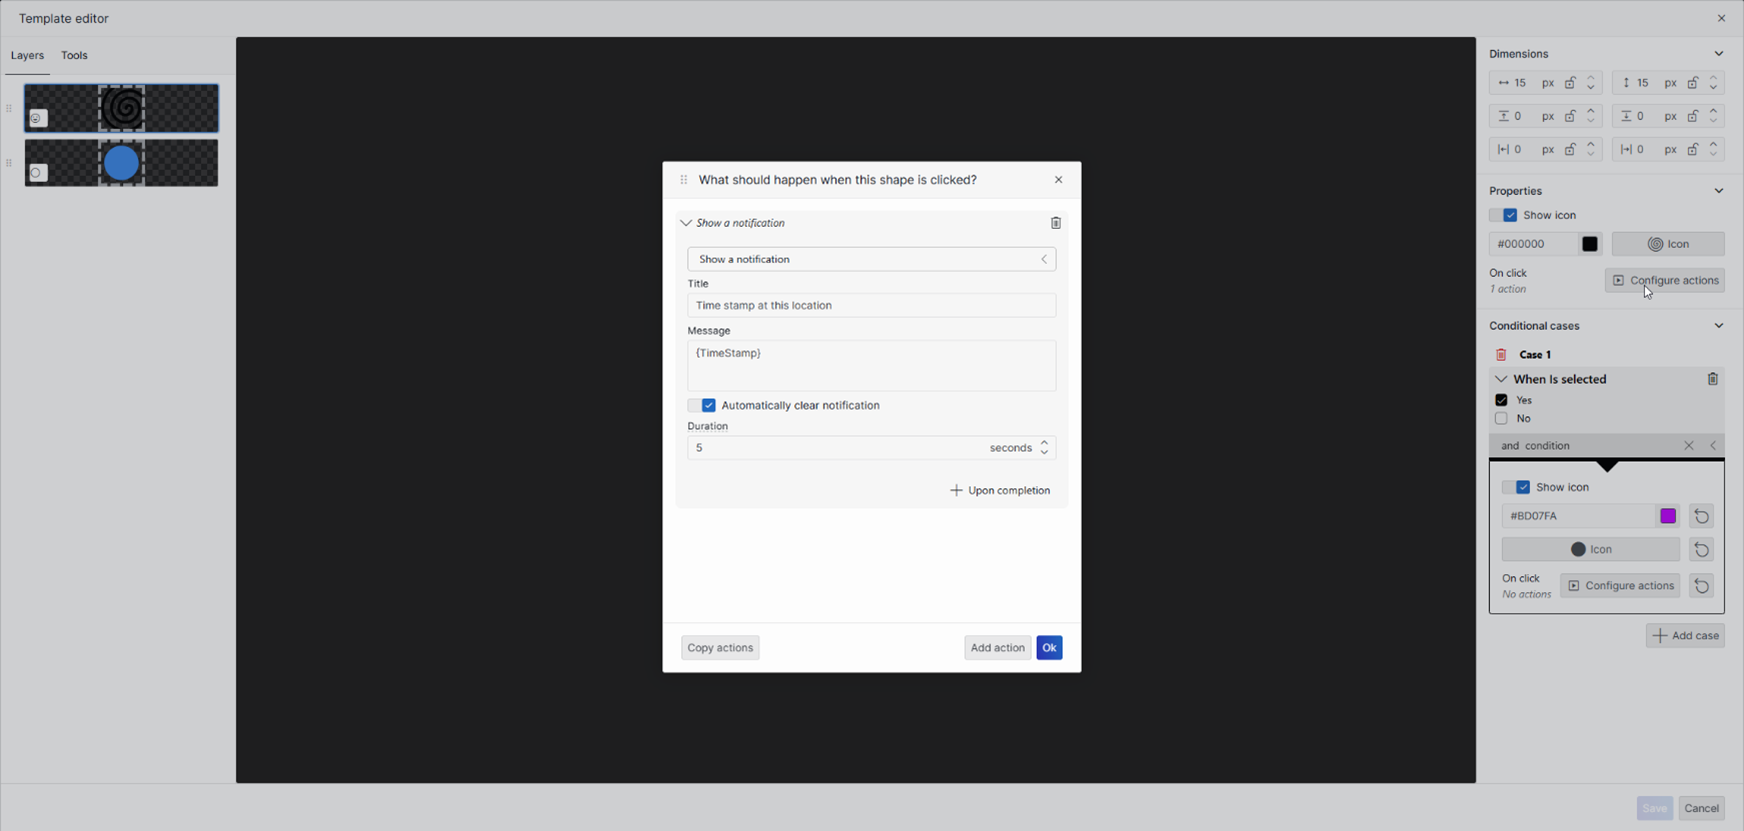 Template editor
Layers
Tools
What should happen when this shape is clicked?
Show a notification
Show a notification
Title
Time stamp at this location
Message
{TimeStamp}
Automatically clear notification
Duration
5 seconds
Upon completion
Copy actions
Add action
Ok
Dimensions
15 px
15 px
0 px
0 px
0 px
0 px
Properties
Show icon
#000000
Icon
On click
1 action
Configure actions
Conditional cases
Case 1
When Is selected
Yes
No
and condition
Show icon
#BD07FA
Icon
On click
No actions
Configure actions
Add case
Save
Cancel